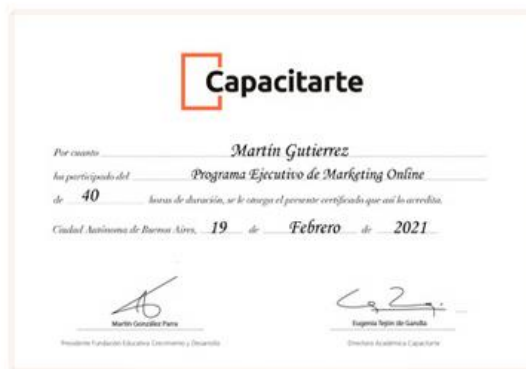 Capacitarte
Por cuanto Martín Gutierrez
ha participado del Programa Ejecutivo de Marketing Online
de 40 horas de duración, se le otorga el presente certificado que así lo acredita.
Ciudad Autónoma de Buenos Aires, 19 de Febrero de 2021
Martín González Parra Eugenia Tejón de Gandla
Presidente Fundación Educativa Crecimiento y Desarrollo Directora Académica Capacitarte